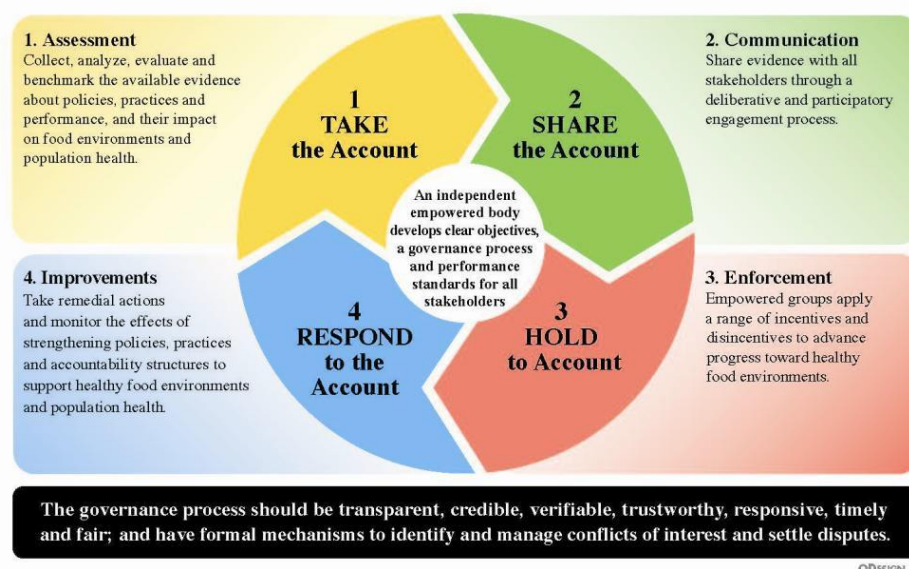 1. Assessment
Collect, analyze, evaluate and
benchmark the available evidence
about policies, practices and
performance, and their impact
on food environments and
population health.
1
TAKE
the Account
2
SHARE
the Account
2. Communication
Share evidence with all
stakeholders through a
deliberative and participatory
engagement process.
An independent
empowered body
develops clear objectives,
a governance process
and performance
standards for all
stakeholders
4. Improvements
Take remedial actions
and monitor the effects of
strengthening policies, practices
and accountability structures to
support healthy food environments
and population health.
4
RESPOND
to the
Account
3
HOLD
to Account
3. Enforcement
Empowered groups apply
a range of incentives and
disincentives to advance
progress toward healthy
food environments.
The governance process should be transparent, credible, verifiable, trustworthy, responsive, timely
and fair; and have formal mechanisms to identify and manage conflicts of interest and settle disputes.